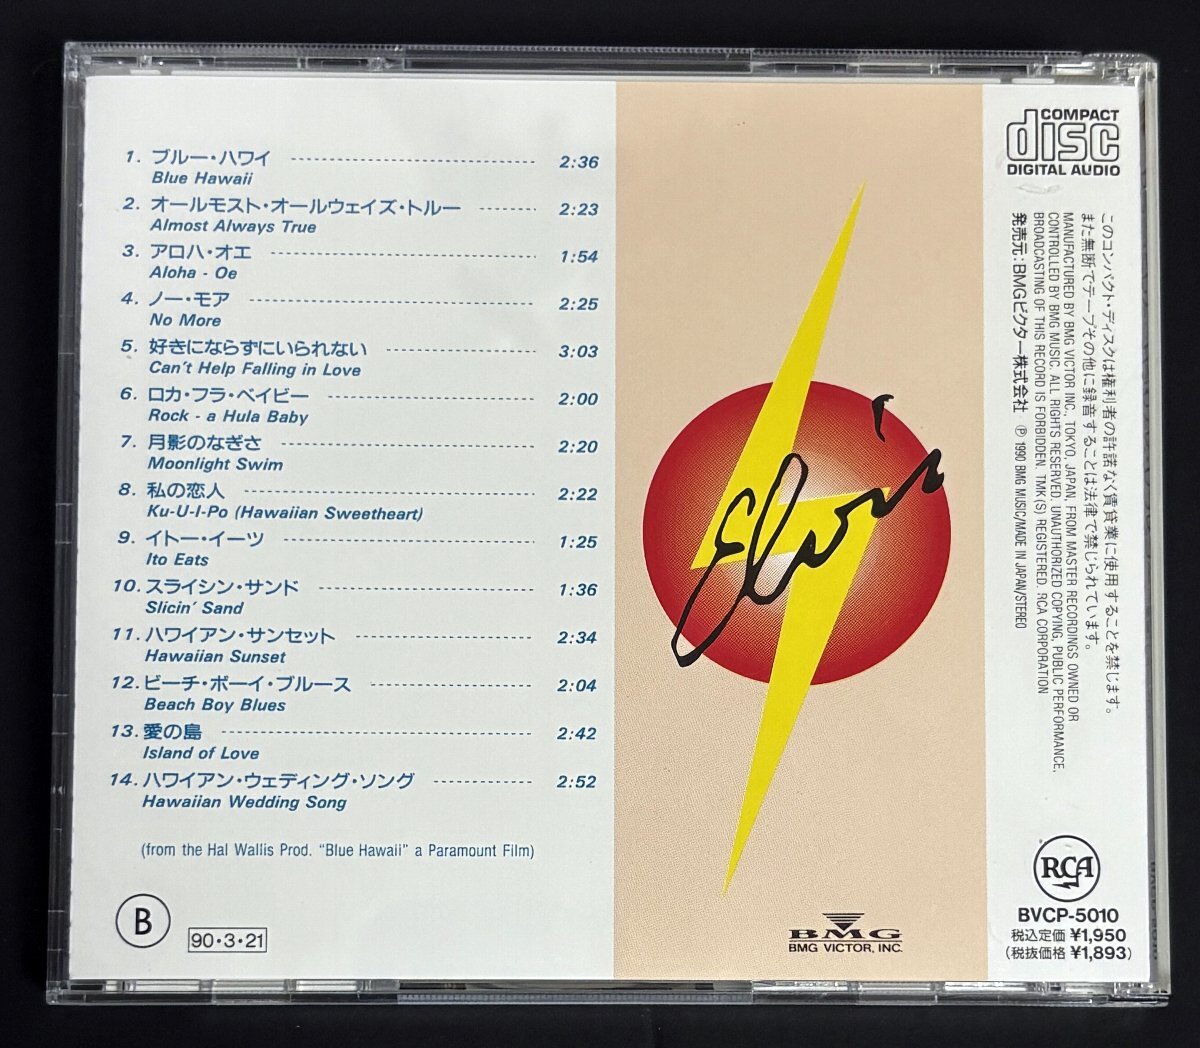 1. ブルー・ハワイ 2:36
Blue Hawaii
2. オールモスト・オールウェイズ・トルー 2:23
Almost Always True
3. アロハ・オエ 1:54
Aloha - Oe
4. ノー・モア 2:25
No More
5. 好きにならずにいられない 3:03
Can't Help Falling in Love
6. ロカ・フラ・ベイビー 2:00
Rock - a Hula Baby
7. 月影のなぎさ 2:20
Moonlight Swim
8. 私の恋人 2:22
Ku-U-I-Po (Hawaiian Sweetheart)
9. イトー・イーツ 1:25
Ito Eats
10. スライシン・サンド 1:36
Slicin' Sand
11. ハワイアン・サンセット 2:34
Hawaiian Sunset
12. ビーチ・ボーイ・ブルース 2:04
Beach Boy Blues
13. 愛の島 2:42
Island of Love
14. ハワイアン・ウェディング・ソング 2:52
Hawaiian Wedding Song
(from the Hal Wallis Prod. "Blue Hawaii" a Paramount Film)
B
90・3・21
Elvis
BMG
BMG VICTOR, INC.
COMPACT
disc
DIGITAL AUDIO
このコンパクト・ディスクは権利者の許諾なく賃貸業に使用することを禁じます。
また無断でテープその他に録音することは法律で禁じられています。
MANUFACTURED BY BMG VICTOR INC., TOKYO, JAPAN, FROM MASTER RECORDINGS OWNED OR
CONTROLLED BY BMG MUSIC. ALL RIGHTS RESERVED. UNAUTHORIZED COPYING, PUBLIC PERFORMANCE,
BROADCASTING OF THIS RECORD IS FORBIDDEN. TMK(S) REGISTERED. RCA CORPORATION
発売元:BMGビクター株式会社 ℗ 1990 BMG MUSIC/MADE IN JAPAN/STEREO
RCA
BVCP-5010
税込定価 ¥1,950
(税抜価格 ¥1,893)